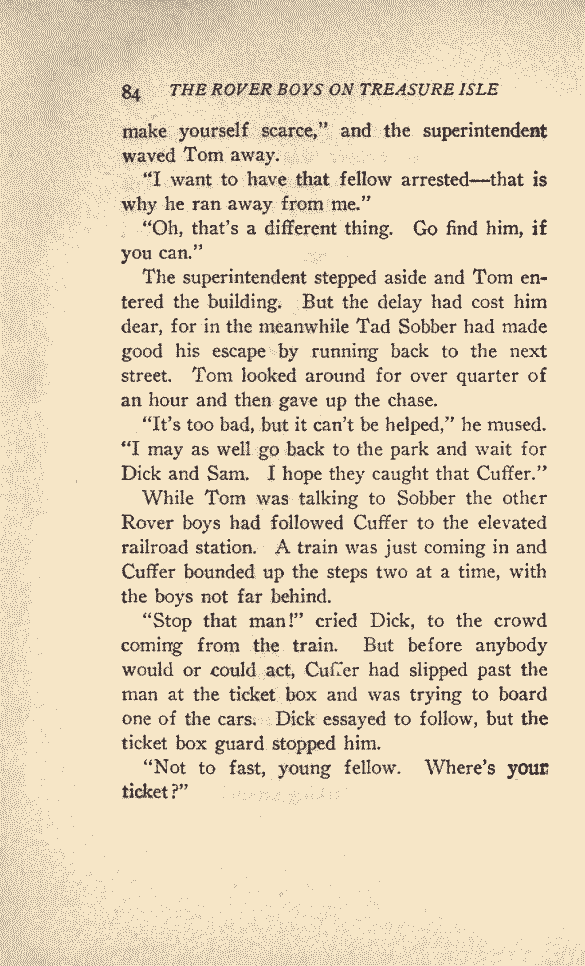 84 THE ROVER BOYS ON TREASURE ISLE
make yourself scarce,” and the superintendent
waved Tom away.
“I want to have that fellow arrested—that is
why he ran away from me.”
“Oh, that’s a different thing. Go find him, if
you can.”
The superintendent stepped aside and Tom en-
tered the building. But the delay had cost him
dear, for in the meanwhile Tad Sobber had made
good his escape by running back to the next
street. Tom looked around for over quarter of
an hour and then gave up the chase.
“It’s too bad, but it can’t be helped,” he mused.
“I may as well go back to the park and wait for
Dick and Sam. I hope they caught that Cuffer.”
While Tom was talking to Sobber the other
Rover boys had followed Cuffer to the elevated
railroad station. A train was just coming in and
Cuffer bounded up the steps two at a time, with
the boys not far behind.
“Stop that man!” cried Dick, to the crowd
coming from the train. But before anybody
would or could act, Cuffer had slipped past the
man at the ticket box and was trying to board
one of the cars. Dick essayed to follow, but the
ticket box guard stopped him.
“Not to fast, young fellow. Where’s your
ticket?”